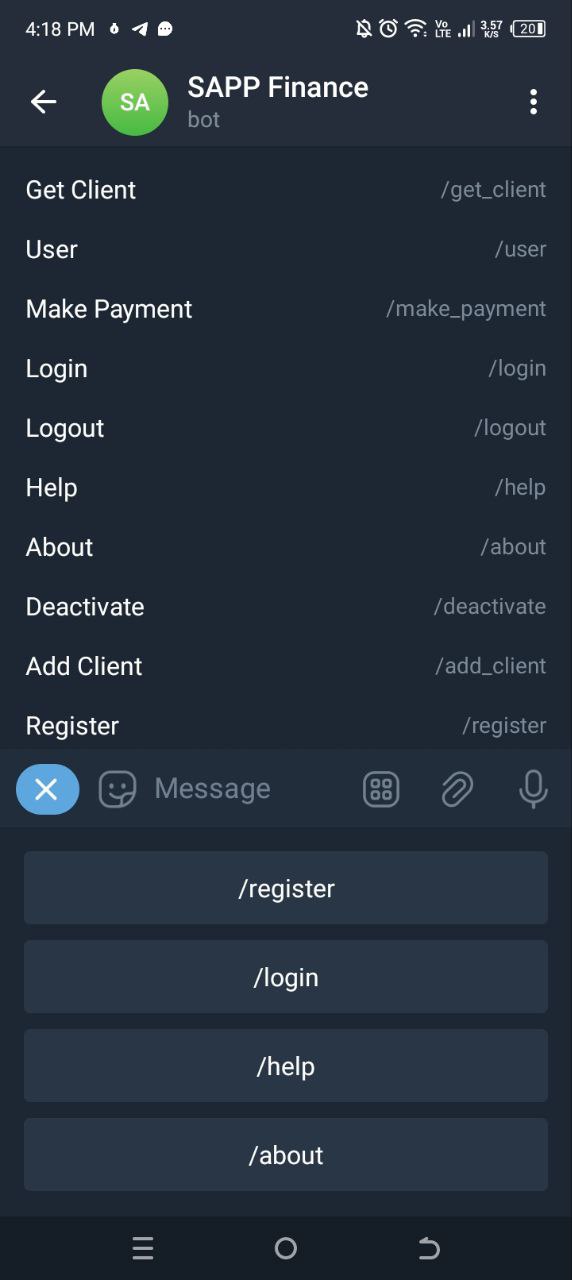 4:18 PM Vo LTE 3.57 K/S 20
SA SAPP Finance
bot
Get Client /get_client
User /user
Make Payment /make_payment
Login /login
Logout /logout
Help /help
About /about
Deactivate /deactivate
Add Client /add_client
Register /register
Message
/register
/login
/help
/about